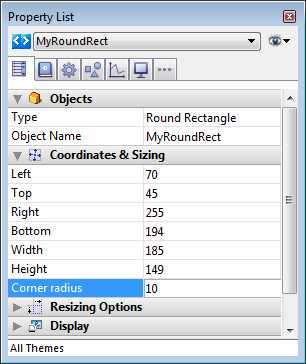 Property List
MyRoundRect
Objects
Type Round Rectangle
Object Name MyRoundRect
Coordinates & Sizing
Left 70
Top 45
Right 255
Bottom 194
Width 185
Height 149
Corner radius 10
Resizing Options
Display
All Themes